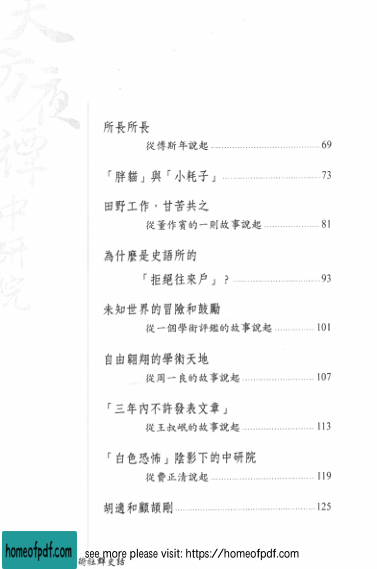 天方夜譚中研院
所長所長
從傅斯年說起 69
「胖貓」與「小耗子」 73
田野工作,甘苦共之
從董作賓的一則故事說起 81
為什麼是史語所的
「拒絕往來戶」? 93
未知世界的冒險和鼓勵
從一個學術評鑑的故事說起 101
自由翱翔的學術天地
從周一良的故事說起 107
「三年內不許發表文章」
從王叔岷的故事說起 113
「白色恐怖」陰影下的中研院
從費正清說起 119
胡適和顧頡剛 125
術社群史話
homeofpdf.com
see more please visit: https://homeofpdf.com